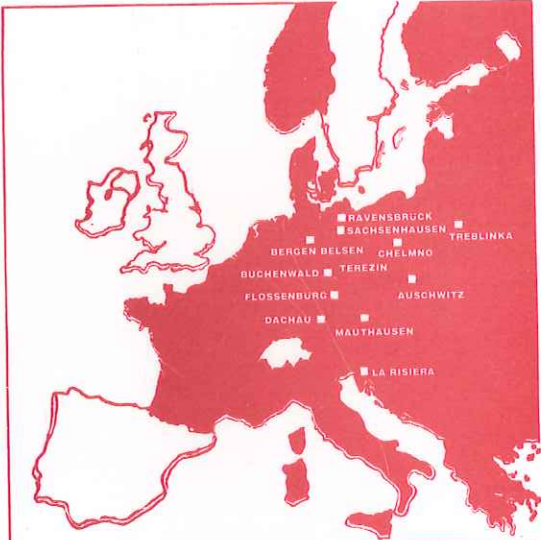 RAVENSBRÜCK
SACHSENHAUSEN
TREBLINKA
BERGEN BELSEN
CHELMNO
BUCHENWALD
TEREZIN
FLOSSENBURG
AUSCHWITZ
DACHAU
MAUTHAUSEN
LA RISIERA